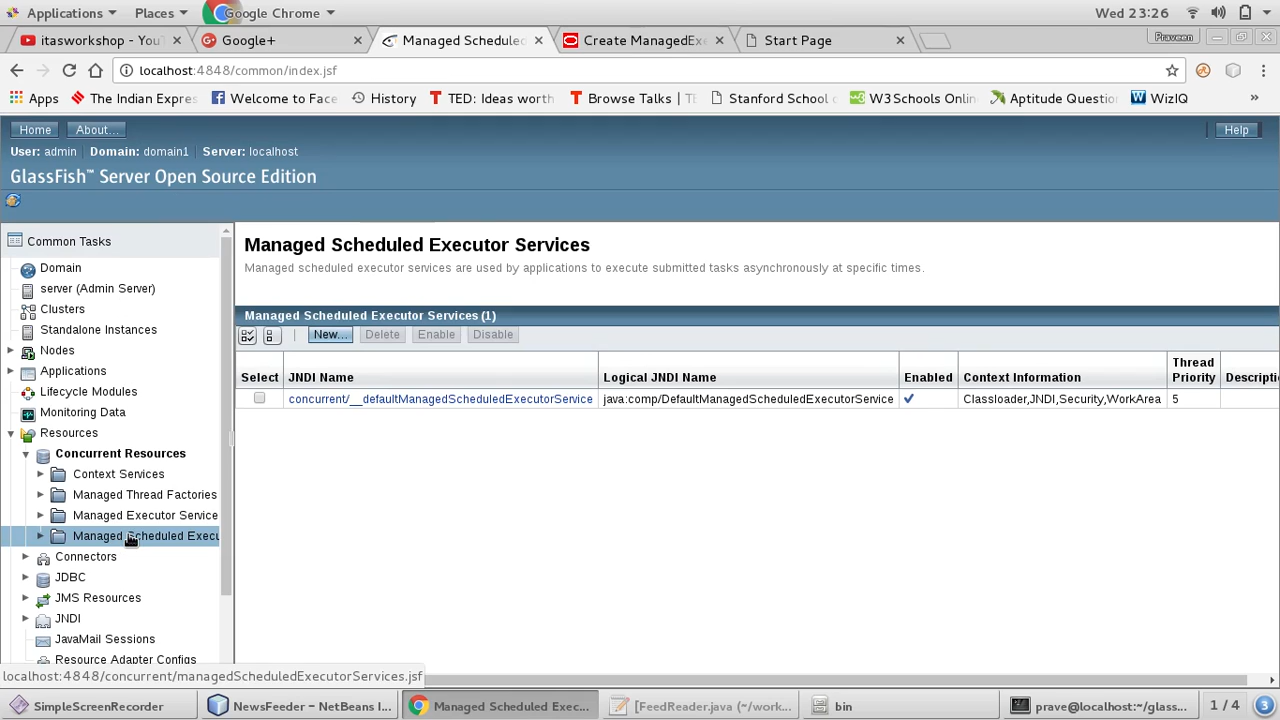 Applications Places Google Chrome Wed 23:26
itasworkshop - You Google+ Managed Scheduled Create ManagedEx Start Page Praveen
localhost:4848/common/index.jsf
Apps The Indian Expres Welcome to Face History TED: Ideas worth Browse Talks | TE Stanford School W3Schools Onlin Aptitude Question WizIQ »
Home About... Help
User: admin Domain: domain1 Server: localhost
GlassFish™ Server Open Source Edition
Common Tasks
Domain
server (Admin Server)
Clusters
Standalone Instances
Nodes
Applications
Lifecycle Modules
Monitoring Data
Resources
Concurrent Resources
Context Services
Managed Thread Factories
Managed Executor Service
Managed Scheduled Execu
Connectors
JDBC
JMS Resources
JNDI
JavaMail Sessions
Resource Adapter Configs
Managed Scheduled Executor Services
Managed scheduled executor services are used by applications to execute submitted tasks asynchronously at specific times.
Managed Scheduled Executor Services (1)
New... Delete Enable Disable
Select JNDI Name Logical JNDI Name Enabled Context Information Thread Priority Descriptio
concurrent/__defaultManagedScheduledExecutorService java:comp/DefaultManagedScheduledExecutorService Classloader,JNDI,Security,WorkArea 5
localhost:4848/concurrent/managedScheduledExecutorServices.jsf
SimpleScreenRecorder NewsFeeder – NetBeans I... Managed Scheduled Exec... [FeedReader.java (~/work... bin prave@localhost:~/glass... 1 / 4 3